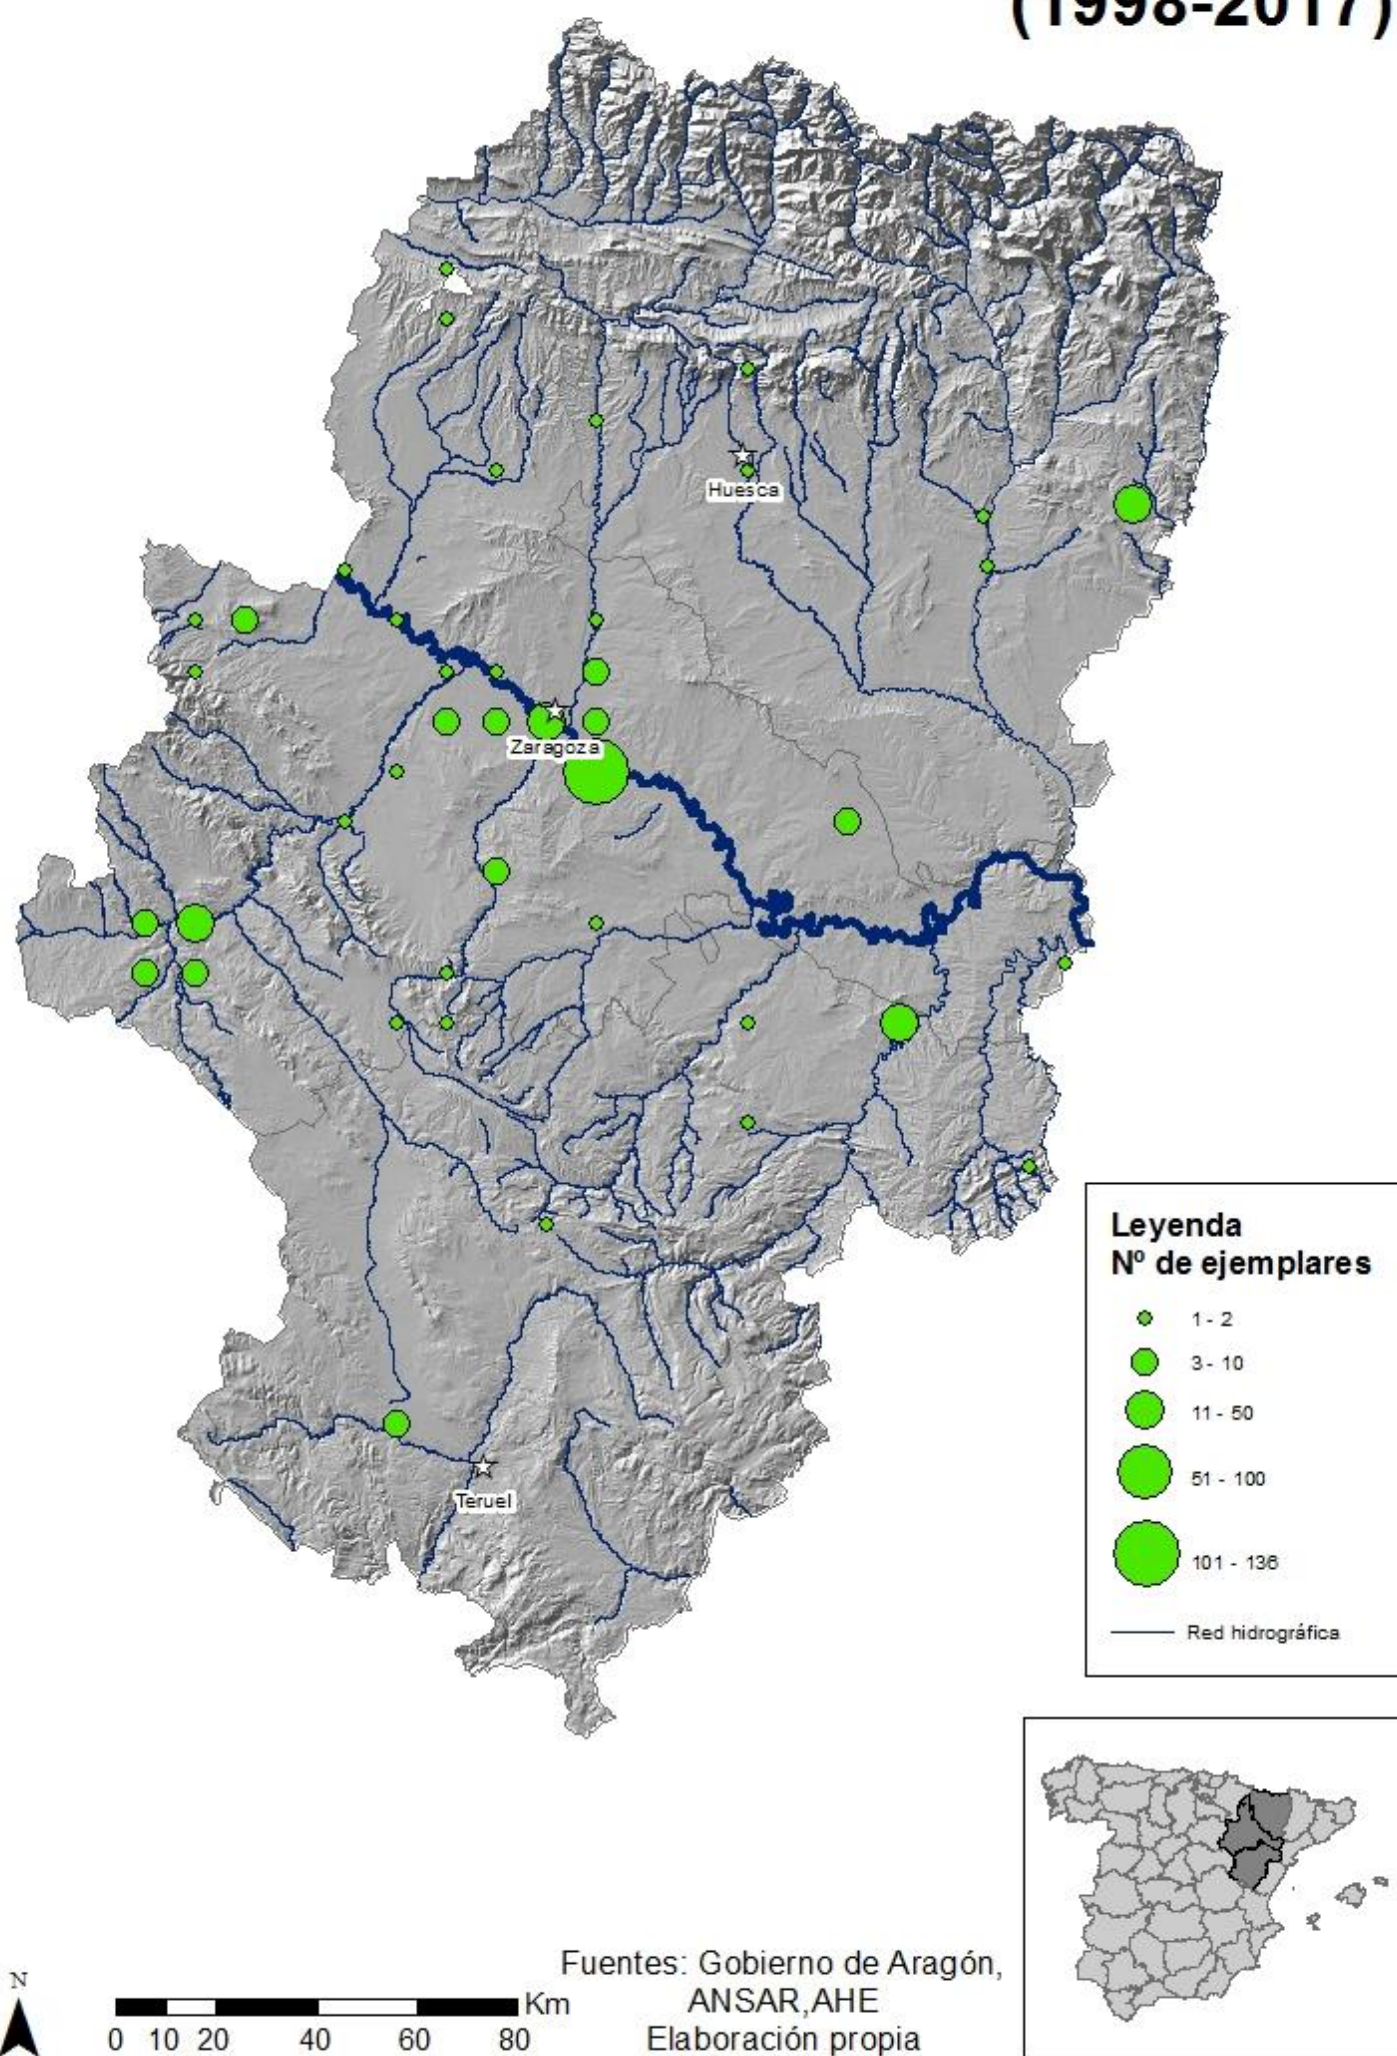 (1998-2017)
Huesca
Zaragoza
Teruel
Leyenda
Nº de ejemplares
1 - 2
3 - 10
11 - 50
51 - 100
101 - 136
Red hidrográfica
N
Km
0 10 20 40 60 80
Fuentes: Gobierno de Aragón,
ANSAR,AHE
Elaboración propia